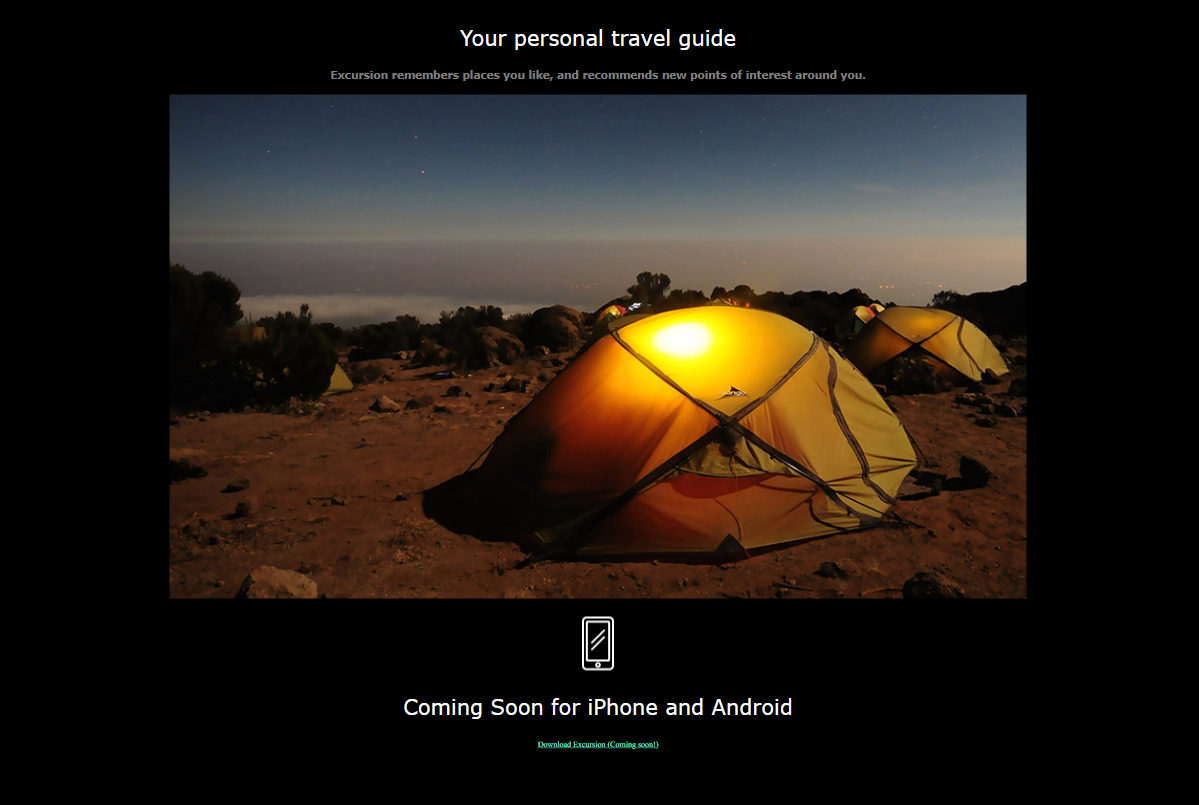 Your personal travel guide
Excursion remembers places you like, and recommends new points of interest around you.
vango
Coming Soon for iPhone and Android
Download Excursion (Coming soon!)